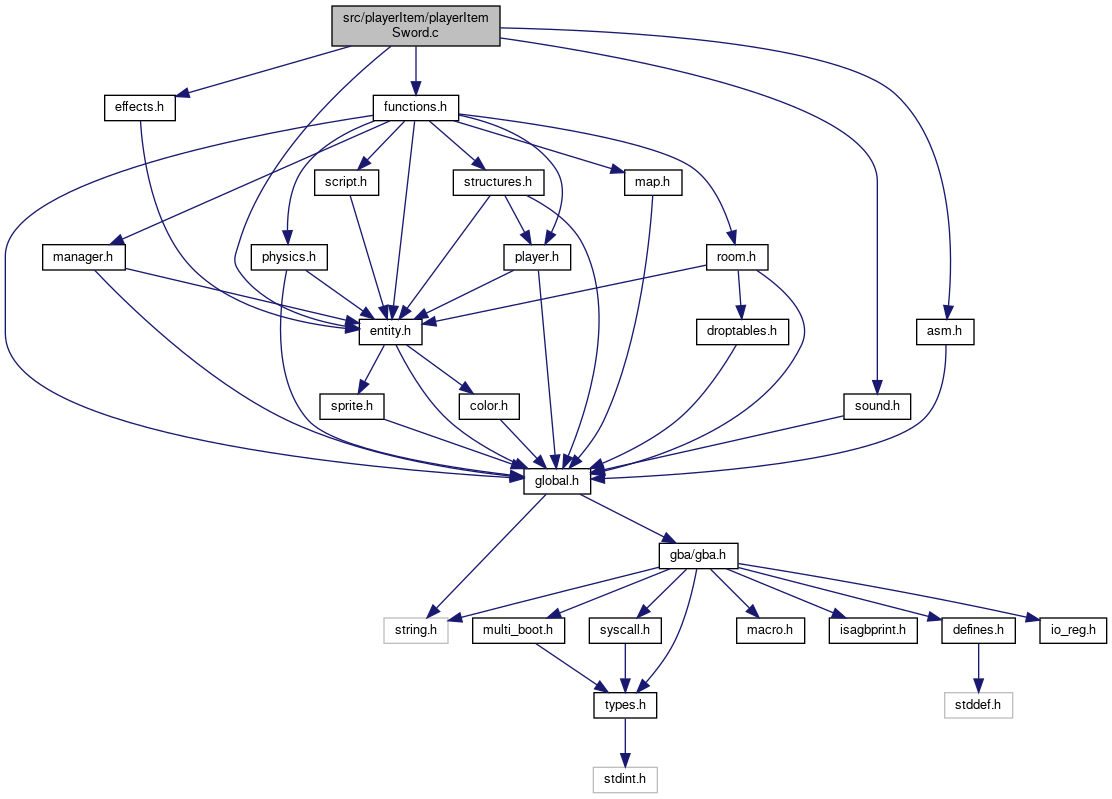 src/playerItem/playerItem
Sword.c
effects.h
functions.h
script.h
structures.h
map.h
manager.h
physics.h
player.h
room.h
entity.h
droptables.h
asm.h
sprite.h
color.h
sound.h
global.h
gba/gba.h
string.h
multi_boot.h
syscall.h
macro.h
isagbprint.h
defines.h
io_reg.h
types.h
stddef.h
stdint.h